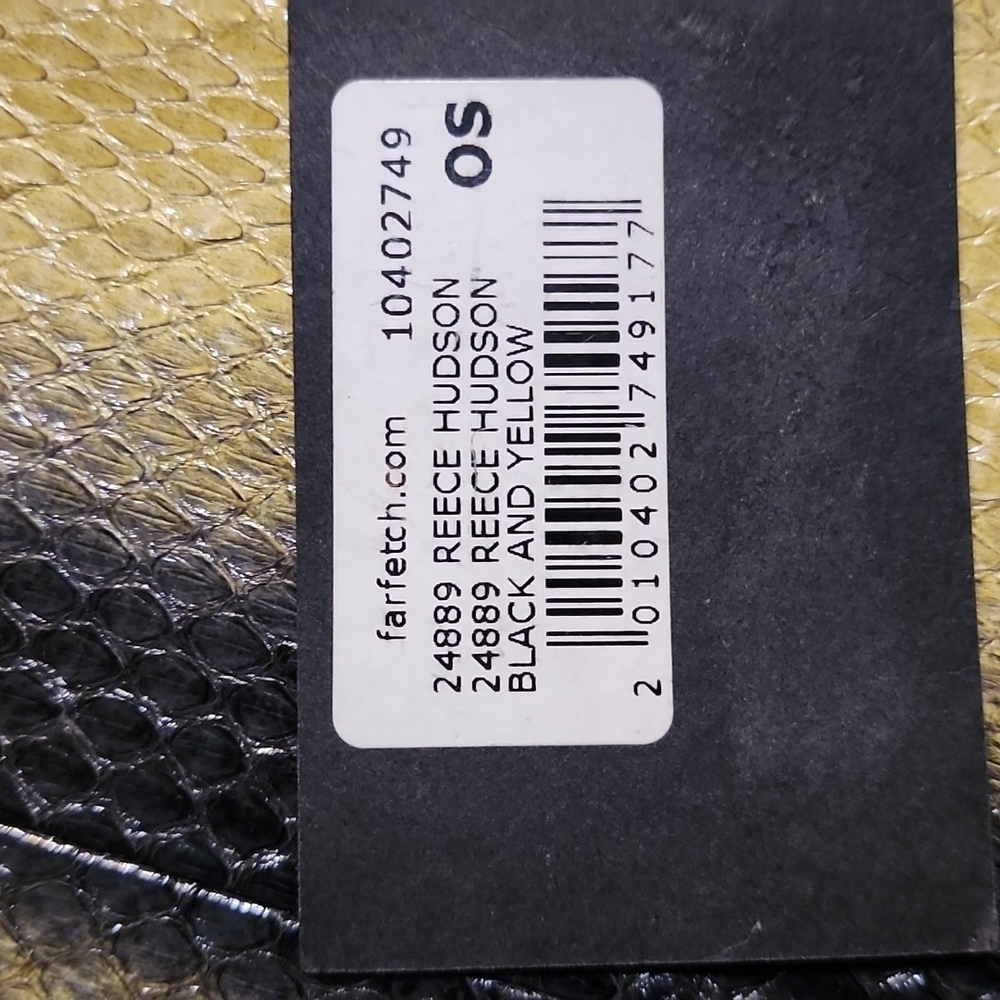 farfetch.com 10402749
24889 REECE HUDSON OS
24889 REECE HUDSON
BLACK AND YELLOW
2 010402 749177